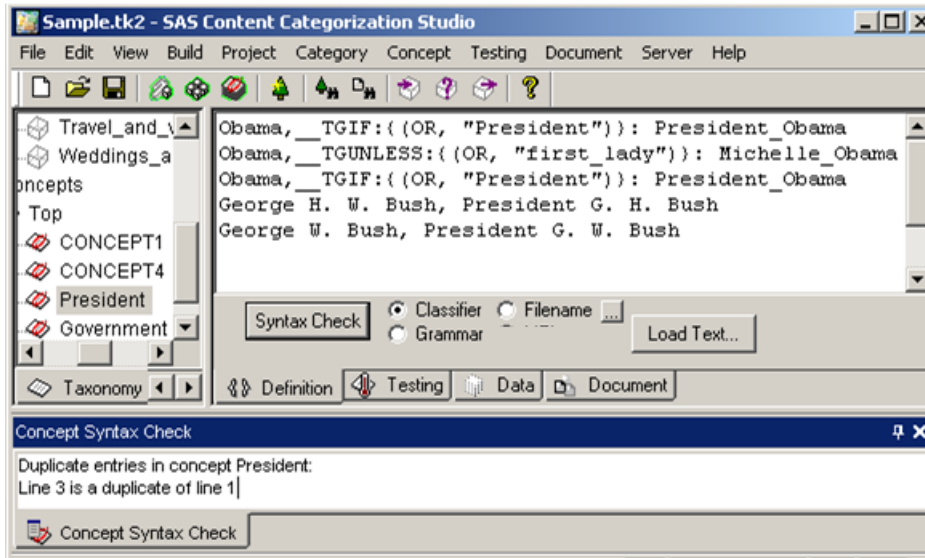 Sample.tk2 - SAS Content Categorization Studio
File Edit View Build Project Category Concept Testing Document Server Help
Travel_and_
Weddings_a
oncepts
Top
CONCEPT1
CONCEPT4
President
Government
Taxonomy
Obama,__TGIF:{(OR, "President")}: President_Obama
Obama,__TGUNLESS:{(OR, "first_lady")}: Michelle_Obama
Obama,__TGIF:{(OR, "President")}: President_Obama
George H. W. Bush, President G. H. Bush
George W. Bush, President G. W. Bush
Syntax Check
Classifier Filename ...
Grammar
Load Text...
Definition Testing Data Document
Concept Syntax Check
Duplicate entries in concept President:
Line 3 is a duplicate of line 1
Concept Syntax Check